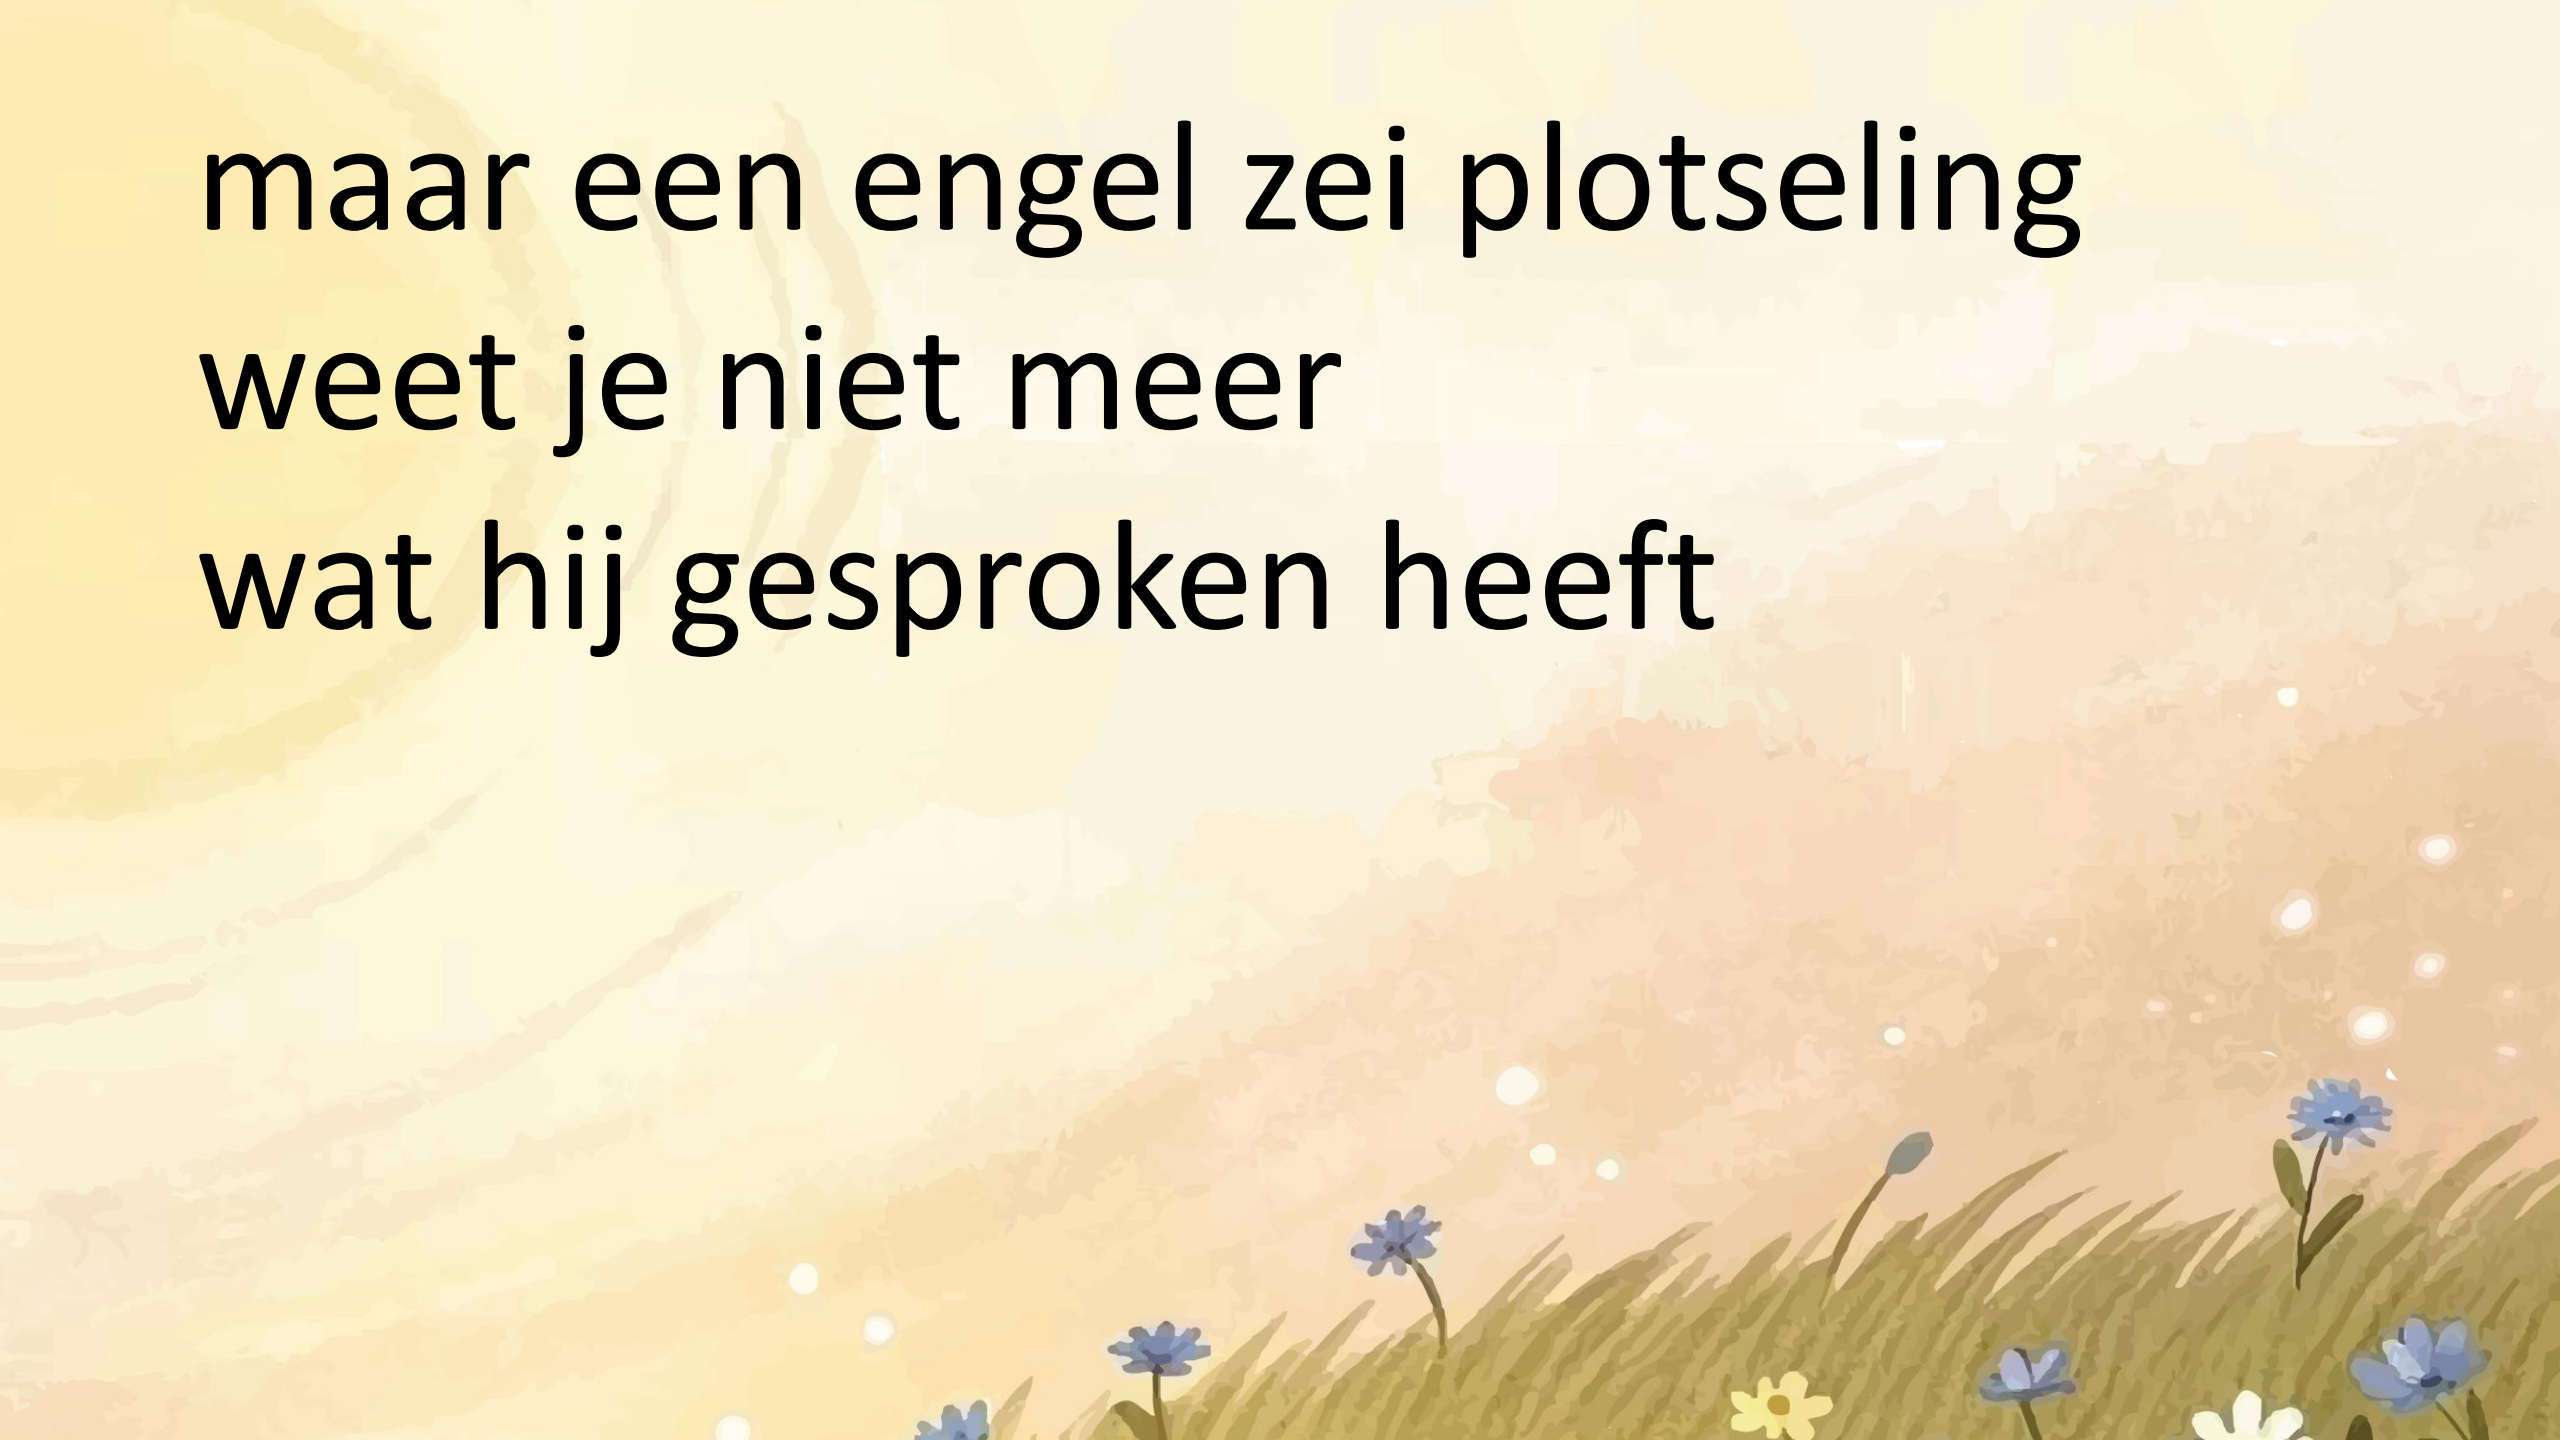 maar een engel zei plotseling
weet je niet meer
wat hij gesproken heeft